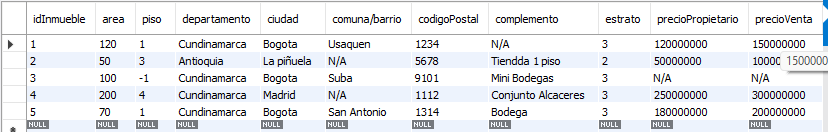 idInmueble area piso departamento ciudad comuna/barrio codigoPostal complemento estrato precioPropietario precioVenta
1 120 1 Cundinamarca Bogota Usaquen 1234 N/A 3 120000000 150000000
2 50 3 Antioquia La piñuela N/A 5678 Tiendda 1 piso 2 50000000 10000
1500000
3 100 -1 Cundinamarca Bogota Suba 9101 Mini Bodegas 3 N/A N/A
4 200 4 Cundinamarca Madrid N/A 1112 Conjunto Alcaceres 3 250000000 300000000
5 70 1 Cundinamarca Bogota San Antonio 1314 Bodega 3 180000000 200000000
NULL NULL NULL NULL NULL NULL NULL NULL NULL NULL NULL